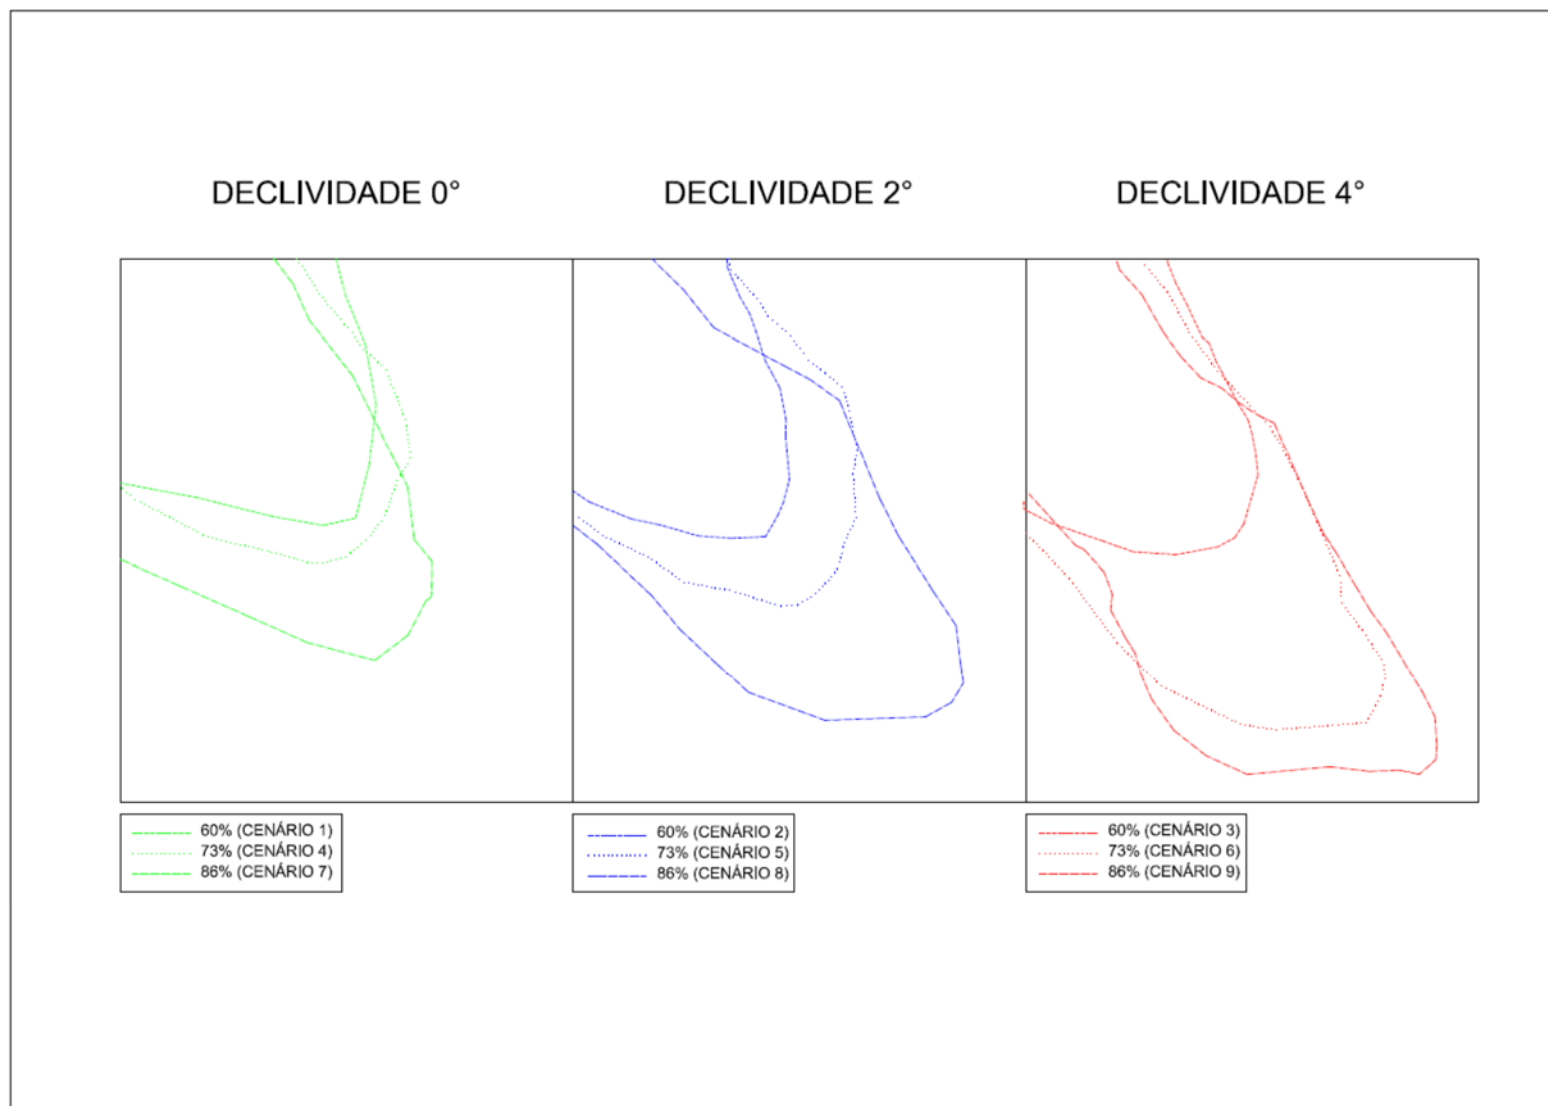 DECLIVIDADE 0°
DECLIVIDADE 2°
DECLIVIDADE 4°
60% (CENÁRIO 1)
73% (CENÁRIO 4)
86% (CENÁRIO 7)
60% (CENÁRIO 2)
73% (CENÁRIO 5)
86% (CENÁRIO 8)
60% (CENÁRIO 3)
73% (CENÁRIO 6)
86% (CENÁRIO 9)